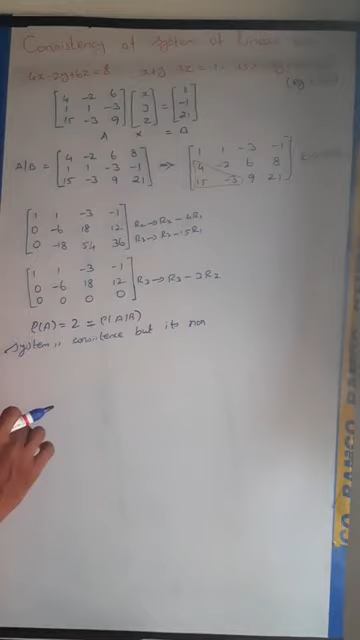 Consistency of System of Linear
4x-2y+6z=8 x+y
[4 -2 6; 1 1 -3; 15 -3 9] [x; y; z] = [8; -1; 21]
A x = B
A|B = [4 -2 6 8; 1 1 -3 -1; 15 -3 9 21] ⇒ [1 1 -3 -1; 4 -2 6 8; 15 -3 9 21]
[1 1 -3 -1; 0 -6 18 12; 0 -18 54 36] R2→R2-4R1 R3→R3-15R1
[1 1 -3 -1; 0 -6 18 12; 0 0 0 0] R3→R3-3R2
ρ(A) = 2 = ρ(A|B)
System is consistence but its non
RAMCO